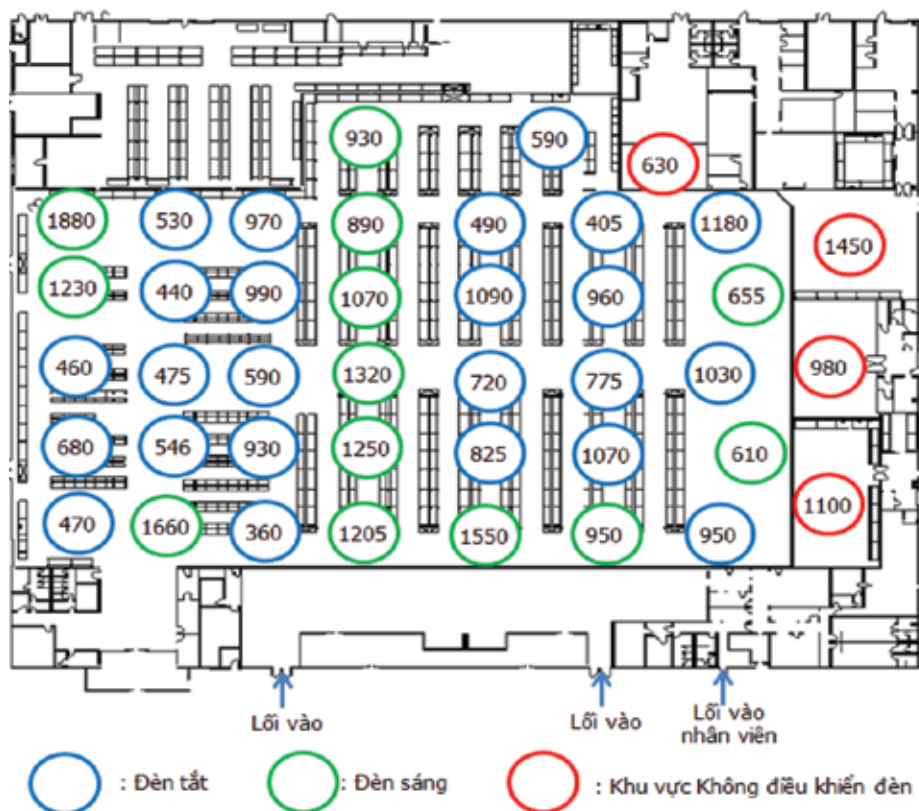 930 590
630
1880 530 970 890 490 405 1180
1450
1230 440 990 1070 1090 960 655
460 475 590 1320 720 775 1030 980
680 546 930 1250 825 1070 610
1100
470 1660 360 1205 1550 950 950
Lối vào
Lối vào
Lối vào
nhân viên
: Đèn tắt
: Đèn sáng
: Khu vực Không điều khiển đèn